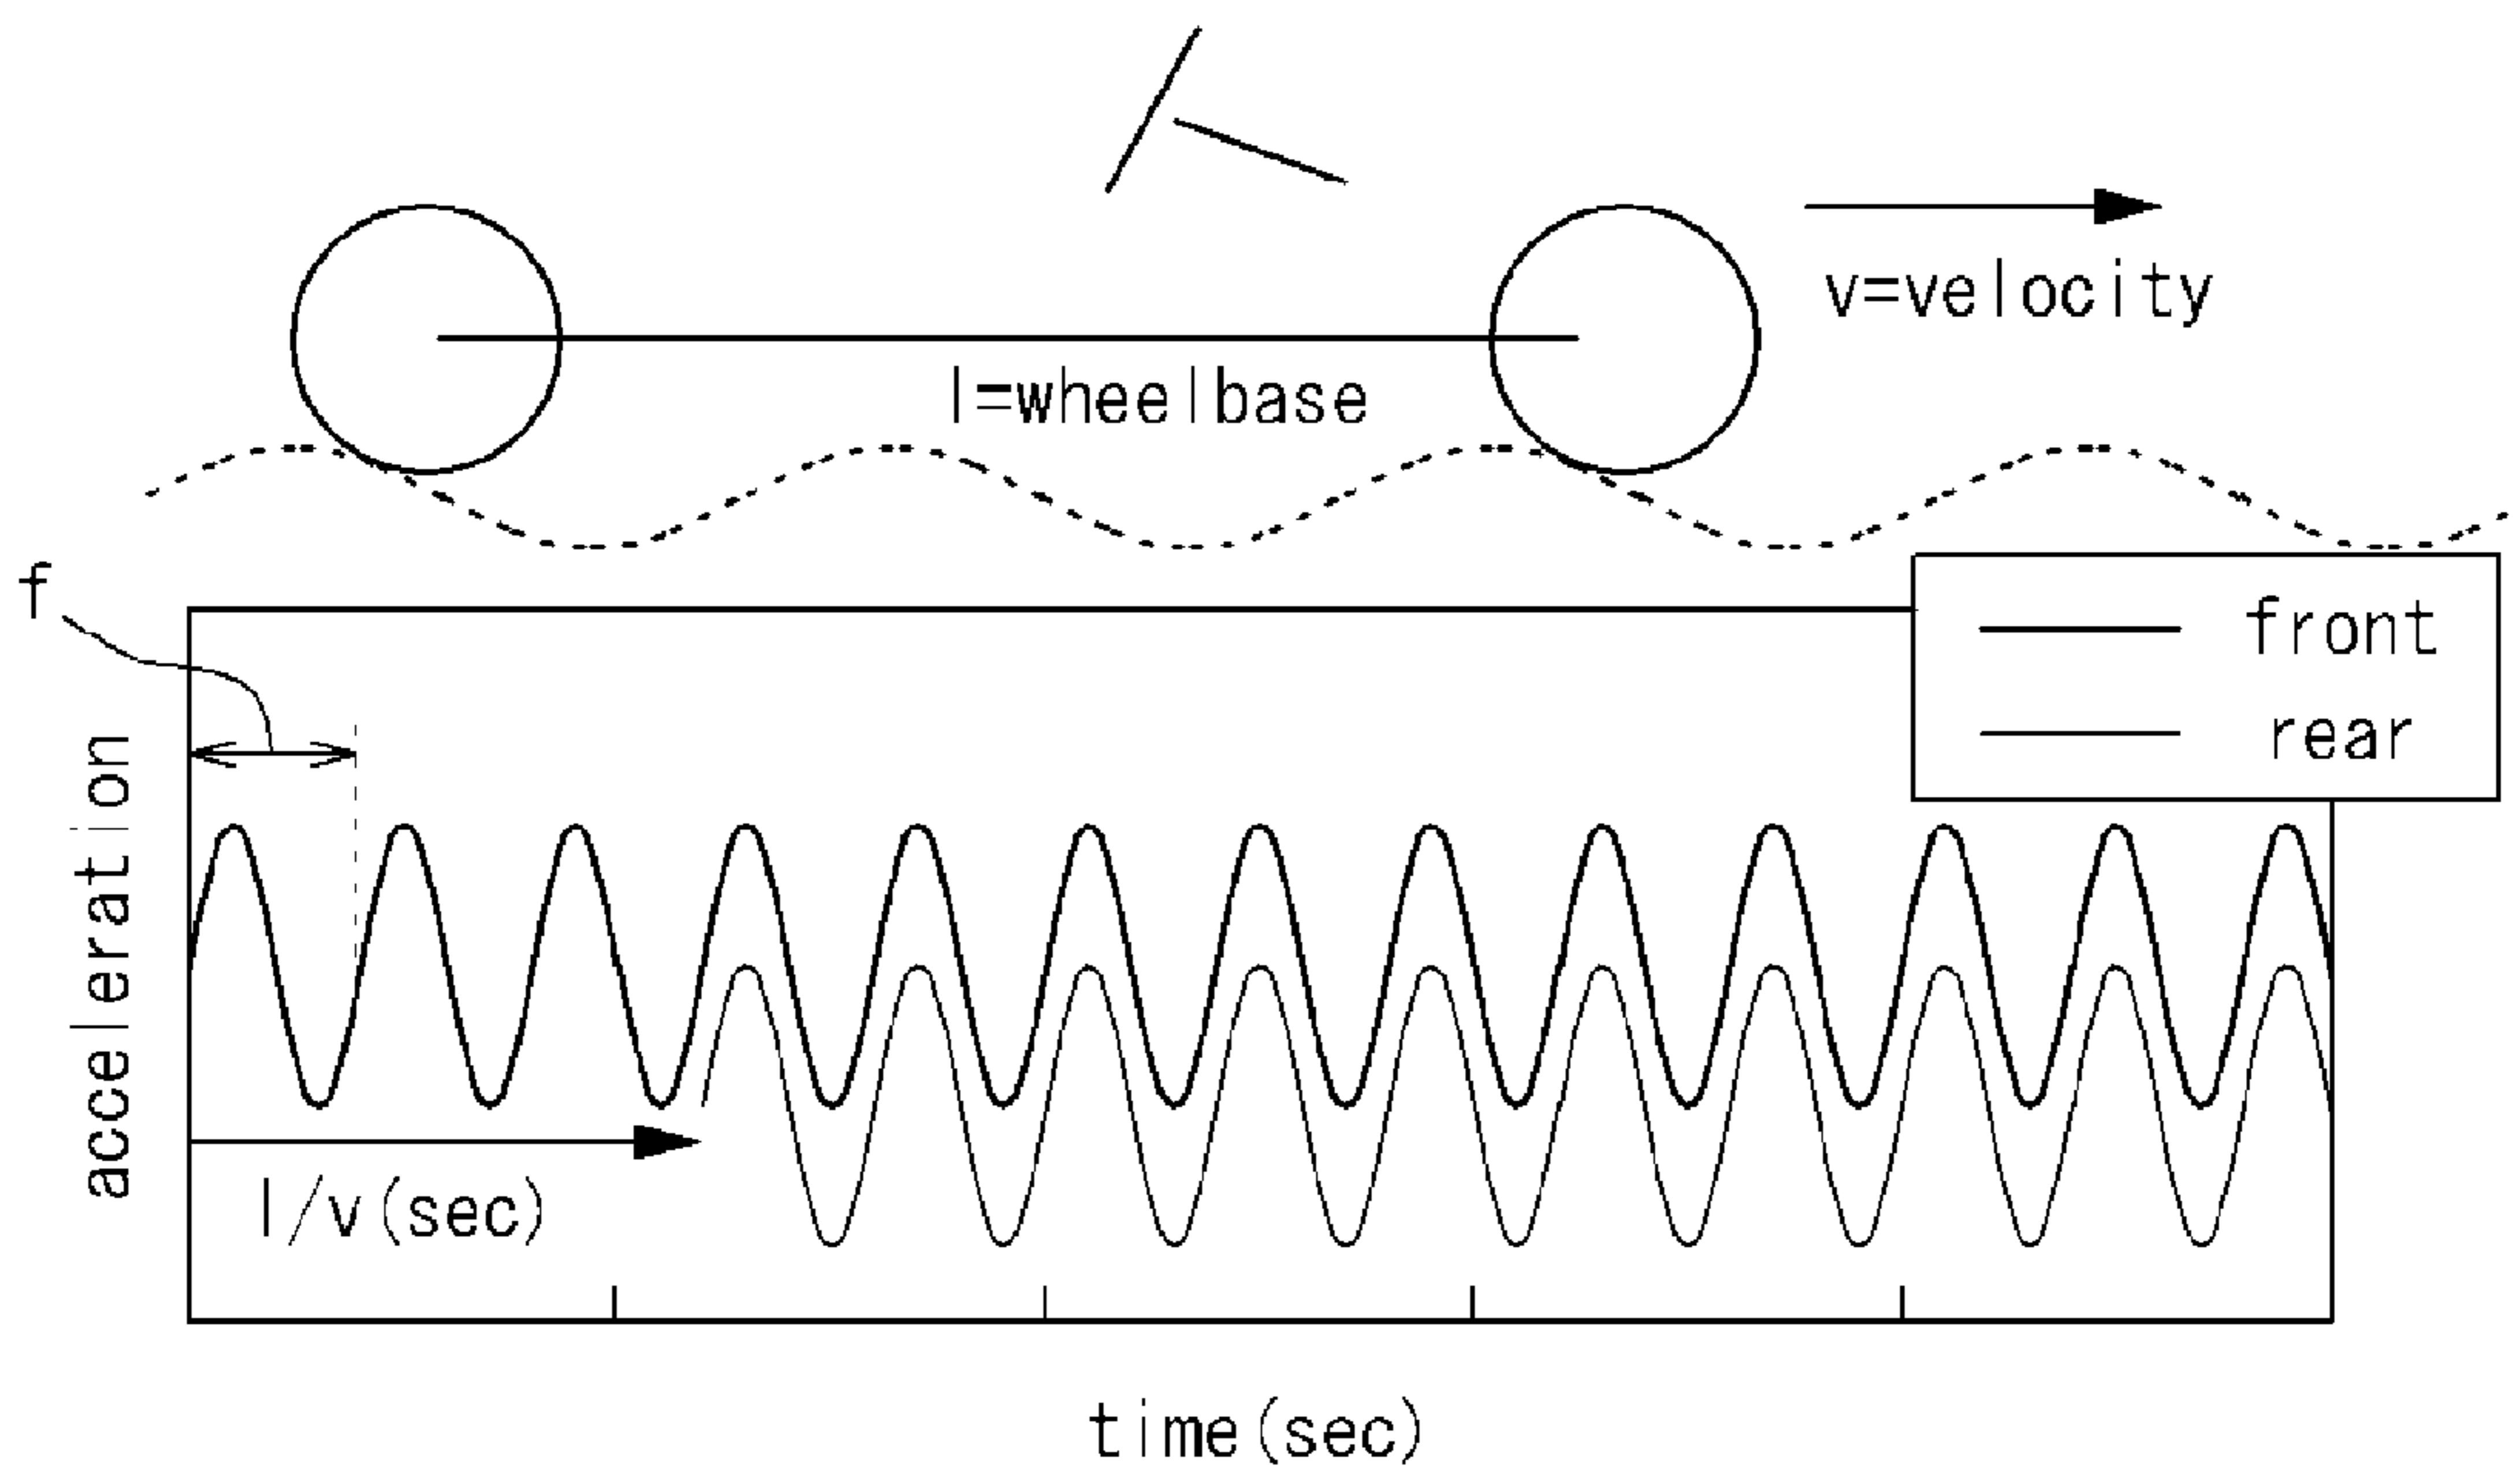 v=velocity
l=wheelbase
f
front
rear
acceleration
l/v(sec)
time(sec)